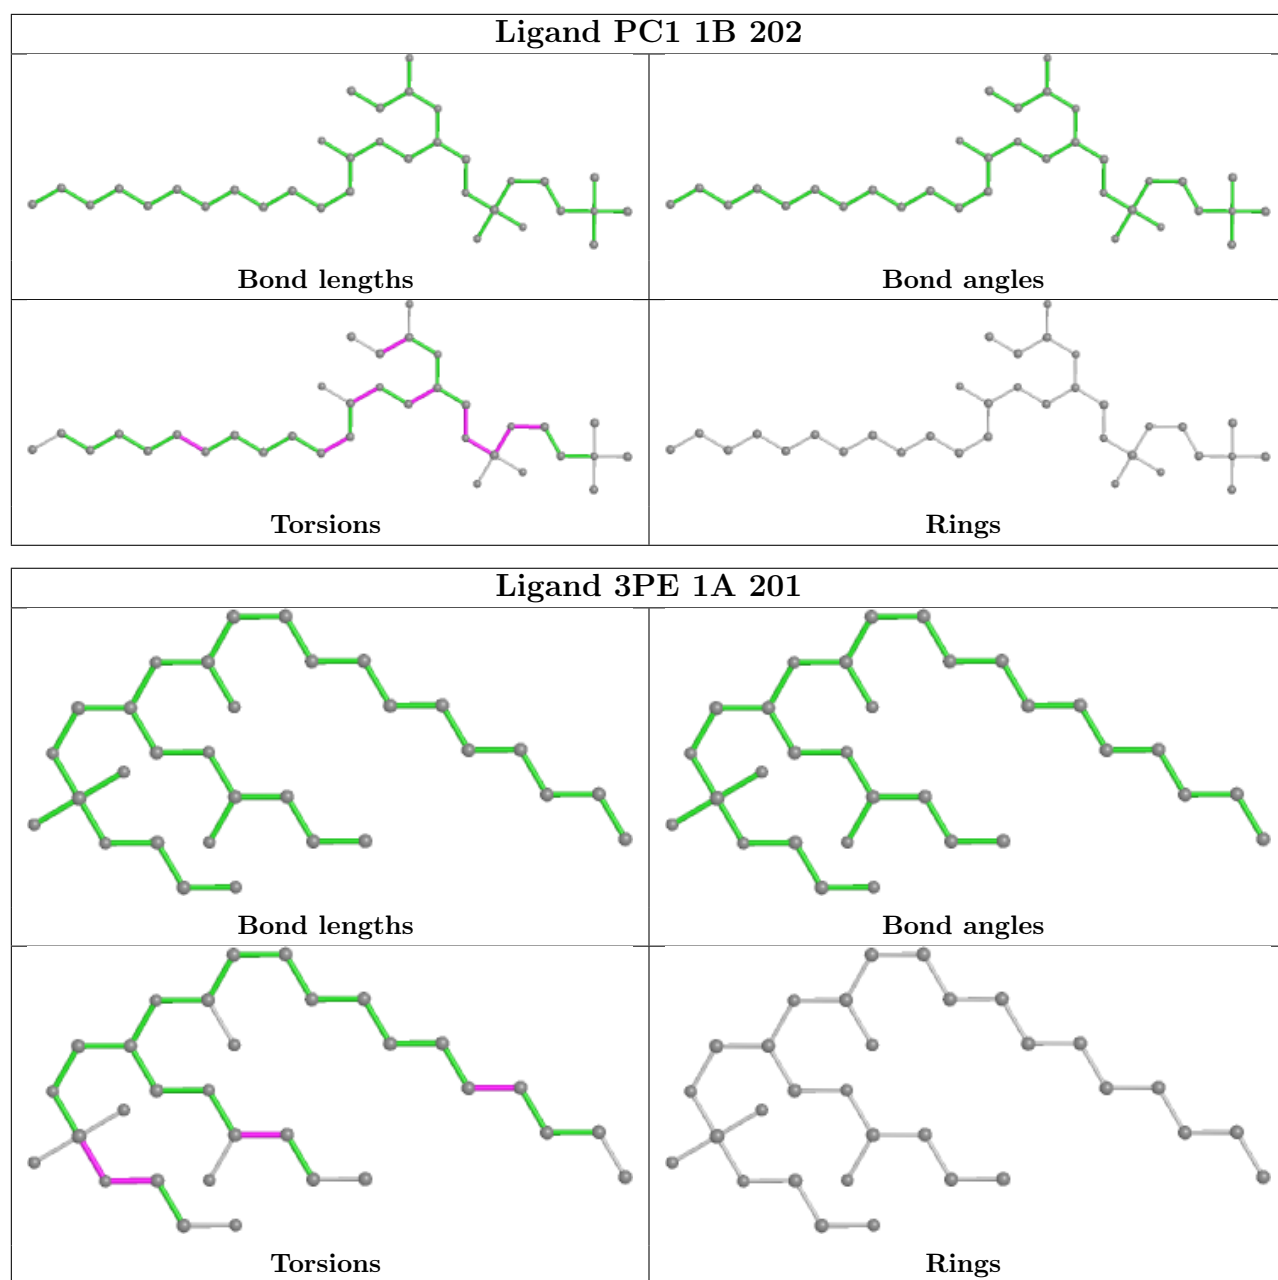 Ligand PC1 1B 202
Bond lengths
Bond angles
Torsions
Rings
Ligand 3PE 1A 201
Bond lengths
Bond angles
Torsions
Rings